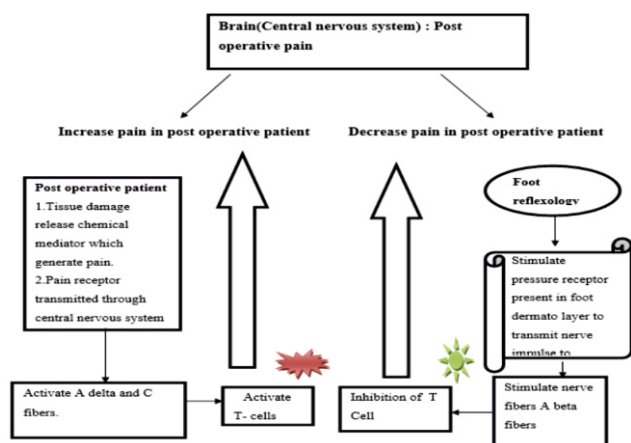 Brain(Central nervous system) : Post
operative pain
Increase pain in post operative patient
Decrease pain in post operative patient
Post operative patient
1.Tissue damage
release chemical
mediator which
generate pain.
2.Pain receptor
transmitted through
central nervous system
Foot
reflexology
Stimulate
pressure receptor
present in foot
dermato layer to
transmit nerve
impulse to
Activate A delta and C
fibers.
Activate
T- cells
Inhibition of T
Cell
Stimulate nerve
fibers A beta
fibers